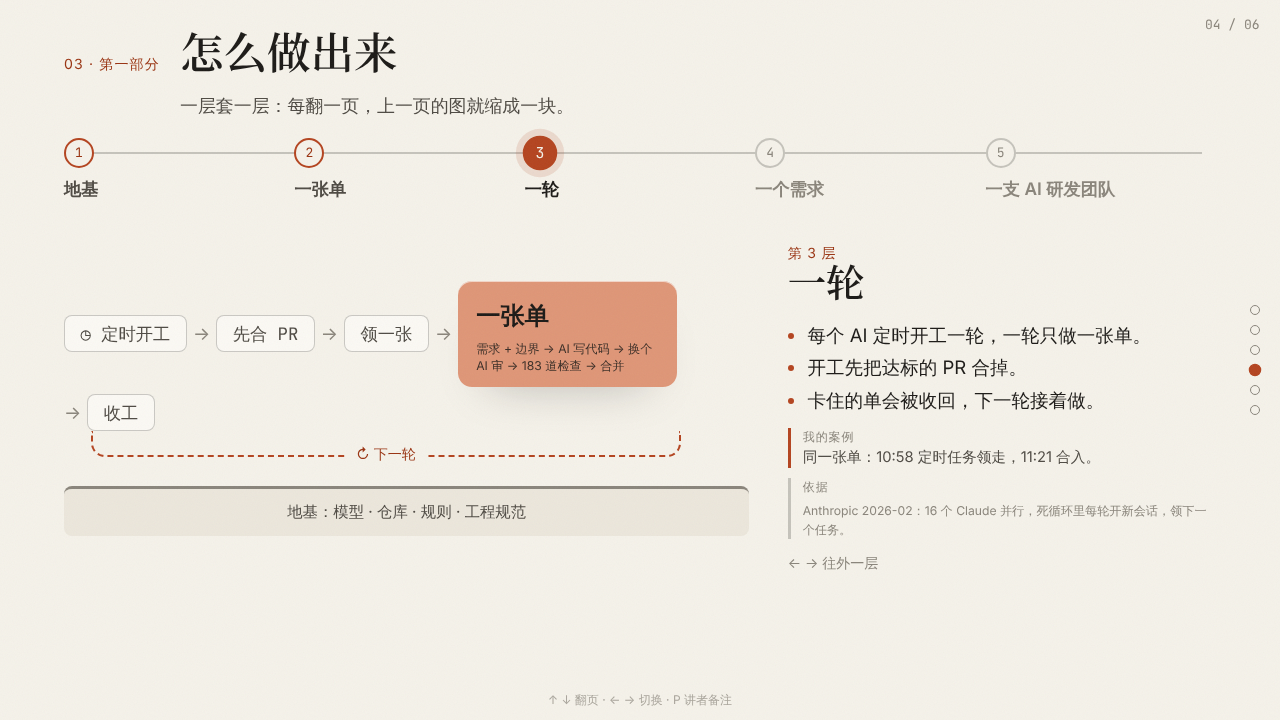 04 / 06
03 · 第一部分
怎么做出来
一层套一层：每翻一页，上一页的图就缩成一块。
1
2
3
4
5
地基
一张单
一轮
一个需求
一支 AI 研发团队
◷ 定时开工 → 先合 PR → 领一张 →
一张单
需求 + 边界 → AI 写代码 → 换个
AI 审 → 183 道检查 → 合并
→ 收工
↻ 下一轮
地基：模型 · 仓库 · 规则 · 工程规范
第 3 层
一轮
每个 AI 定时开工一轮，一轮只做一张单。
开工先把达标的 PR 合掉。
卡住的单会被收回，下一轮接着做。
我的案例
同一张单：10:58 定时任务领走，11:21 合入。
依据
Anthropic 2026-02：16 个 Claude 并行，死循环里每轮开新会话，领下一
个任务。
← → 往外一层
↑ ↓ 翻页 · ← → 切换 · P 讲者备注